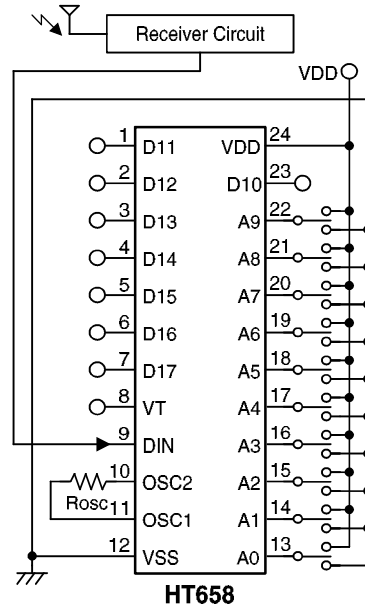 Receiver Circuit
VDD
1 D11 VDD 24
2 D12 D10 23
3 D13 A9 22
4 D14 A8 21
5 D15 A7 20
6 D16 A6 19
7 D17 A5 18
8 VT A4 17
9 DIN A3 16
10 OSC2 A2 15
ROSC
11 OSC1 A1 14
12 VSS A0 13
HT658